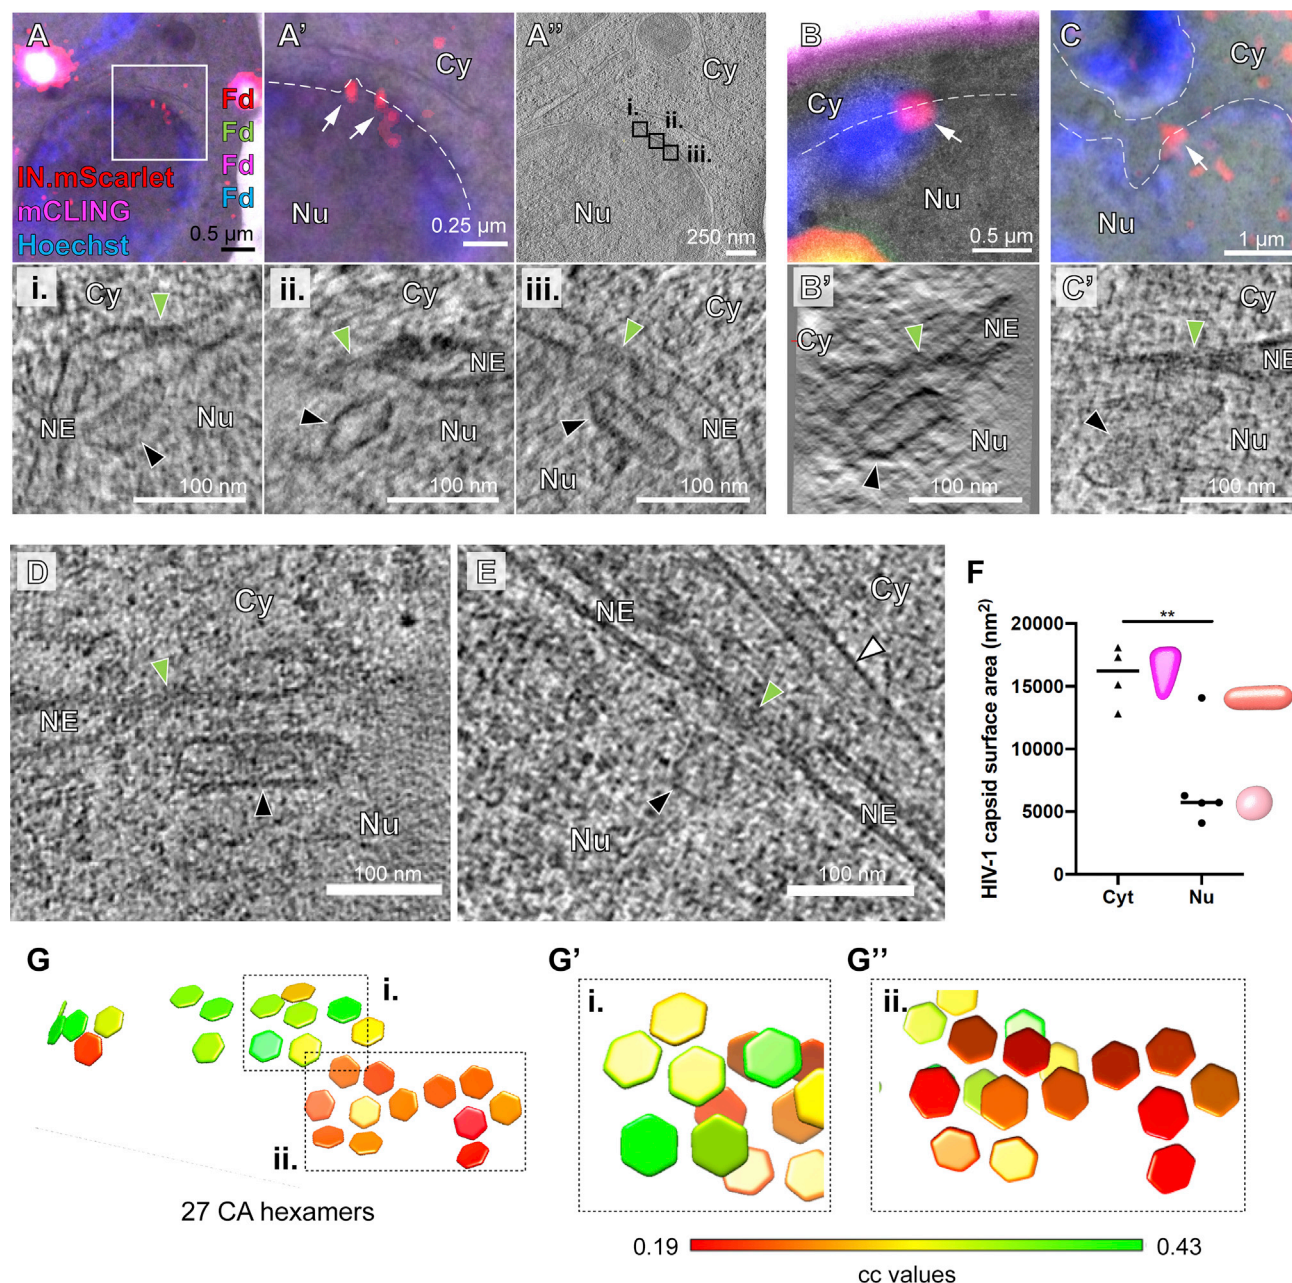 A
Cy
Fd
Fd
Fd
Fd
IN.mScarlet
mCLING
Hoechst
0.5 µm
A'
Cy
Nu
0.25 µm
A''
Cy
i.
ii.
iii.
Nu
250 nm
B
Cy
Nu
0.5 µm
C
Cy
Nu
1 µm
i.
Cy
Nu
NE
100 nm
ii.
Cy
NE
Nu
100 nm
iii.
Cy
NE
Nu
100 nm
B'
Cy
NE
Nu
100 nm
C'
Cy
NE
Nu
100 nm
D
Cy
NE
Nu
100 nm
E
NE
Cy
NE
Nu
100 nm
F
HIV-1 capsid surface area (nm²)
20000
15000
10000
5000
0
**
Cyt
Nu
G
i.
ii.
27 CA hexamers
G'
i.
G''
ii.
0.19
0.43
cc values